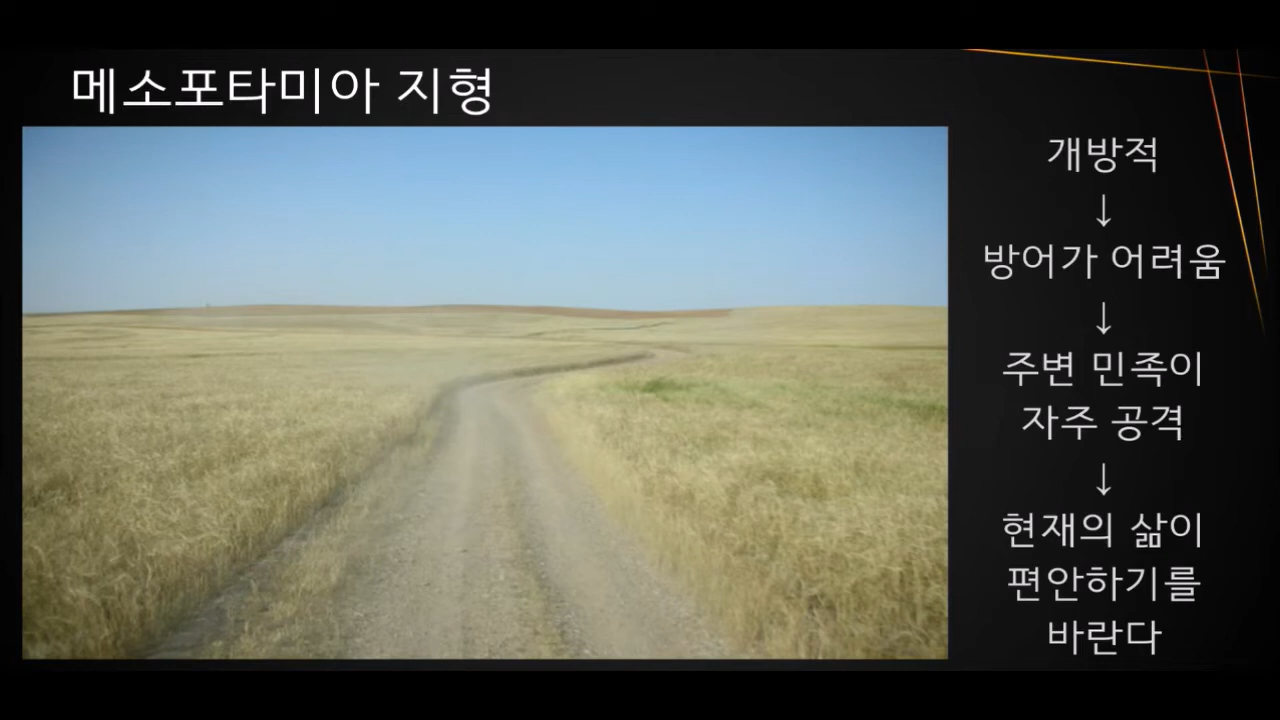 메소포타미아 지형
개방적
↓
방어가 어려움
↓
주변 민족이
자주 공격
↓
현재의 삶이
편안하기를
바란다